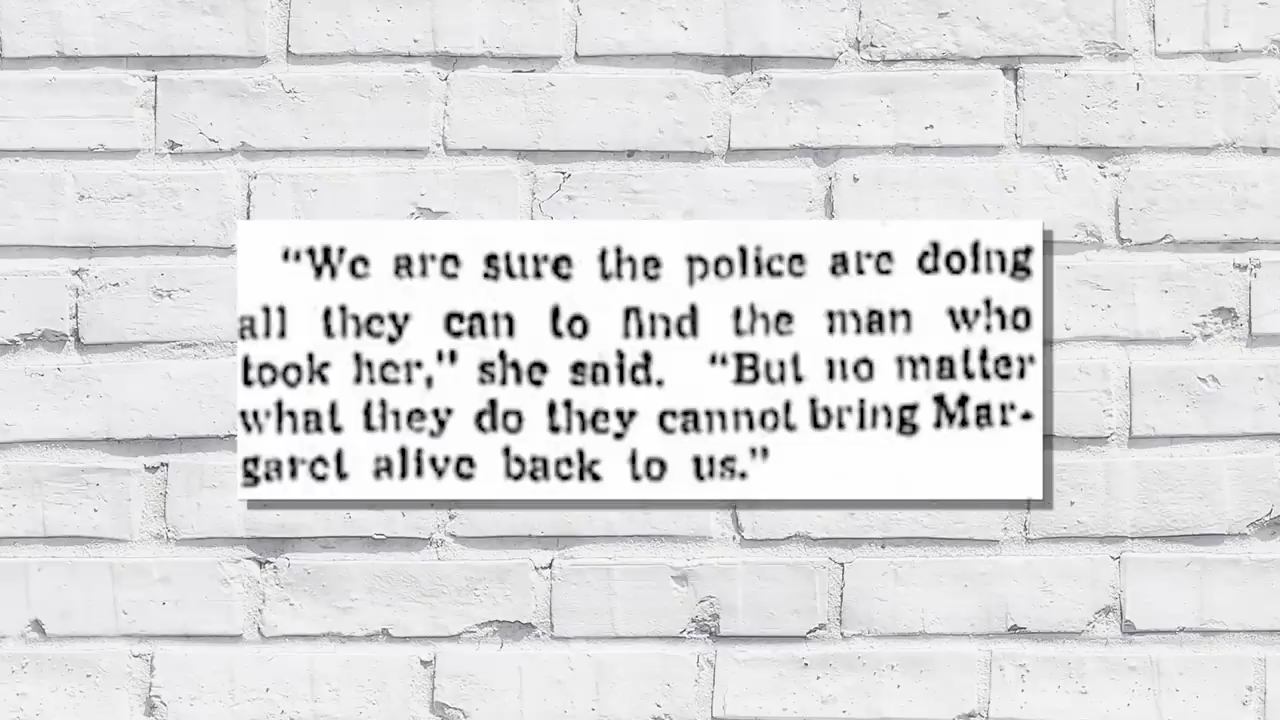 “We are sure the police are doing
all they can to find the man who
took her,” she said. “But no matter
what they do they cannot bring Mar-
garet alive back to us.”